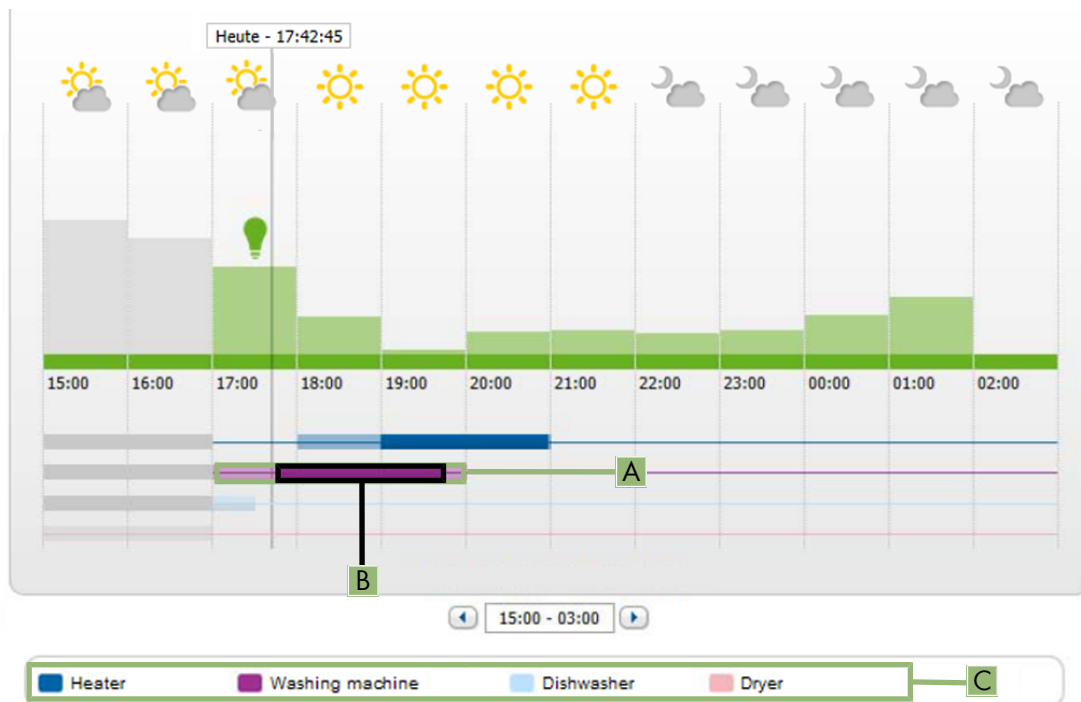 Heute - 17:42:45
15:00 16:00 17:00 18:00 19:00 20:00 21:00 22:00 23:00 00:00 01:00 02:00
A
B
15:00 - 03:00
Heater Washing machine Dishwasher Dryer C